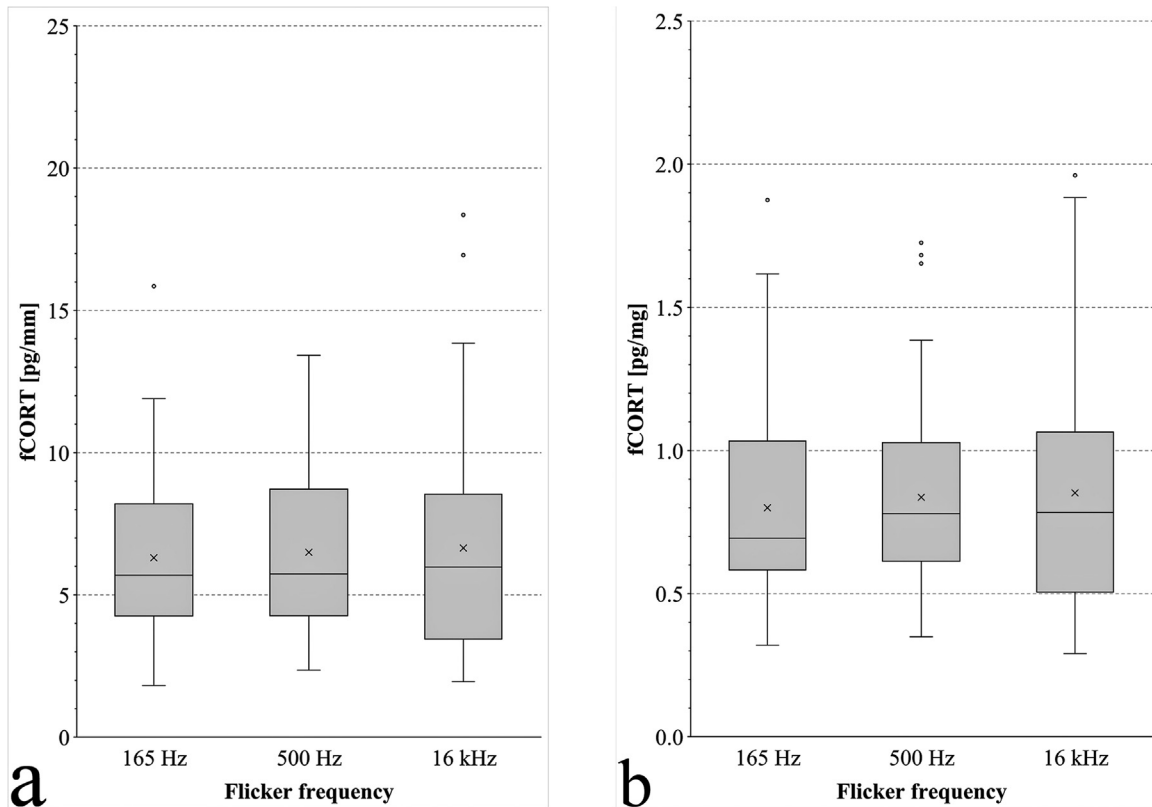 25
20
15
10
5
0
fCORT [pg/mm]
165 Hz 500 Hz 16 kHz
Flicker frequency
a
2.5
2.0
1.5
1.0
0.5
0.0
fCORT [pg/mg]
165 Hz 500 Hz 16 kHz
Flicker frequency
b